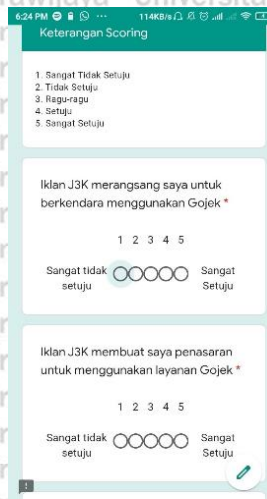 6:24 PM
114KB/s
Keterangan Scoring
1. Sangat Tidak Setuju
2. Tidak Setuju
3. Ragu-ragu
4. Setuju
5. Sangat Setuju
Iklan J3K merangsang saya untuk
berkendara menggunakan Gojek *
1 2 3 4 5
Sangat tidak Sangat
setuju Setuju
Iklan J3K membuat saya penasaran
untuk menggunakan layanan Gojek *
1 2 3 4 5
Sangat tidak Sangat
setuju Setuju